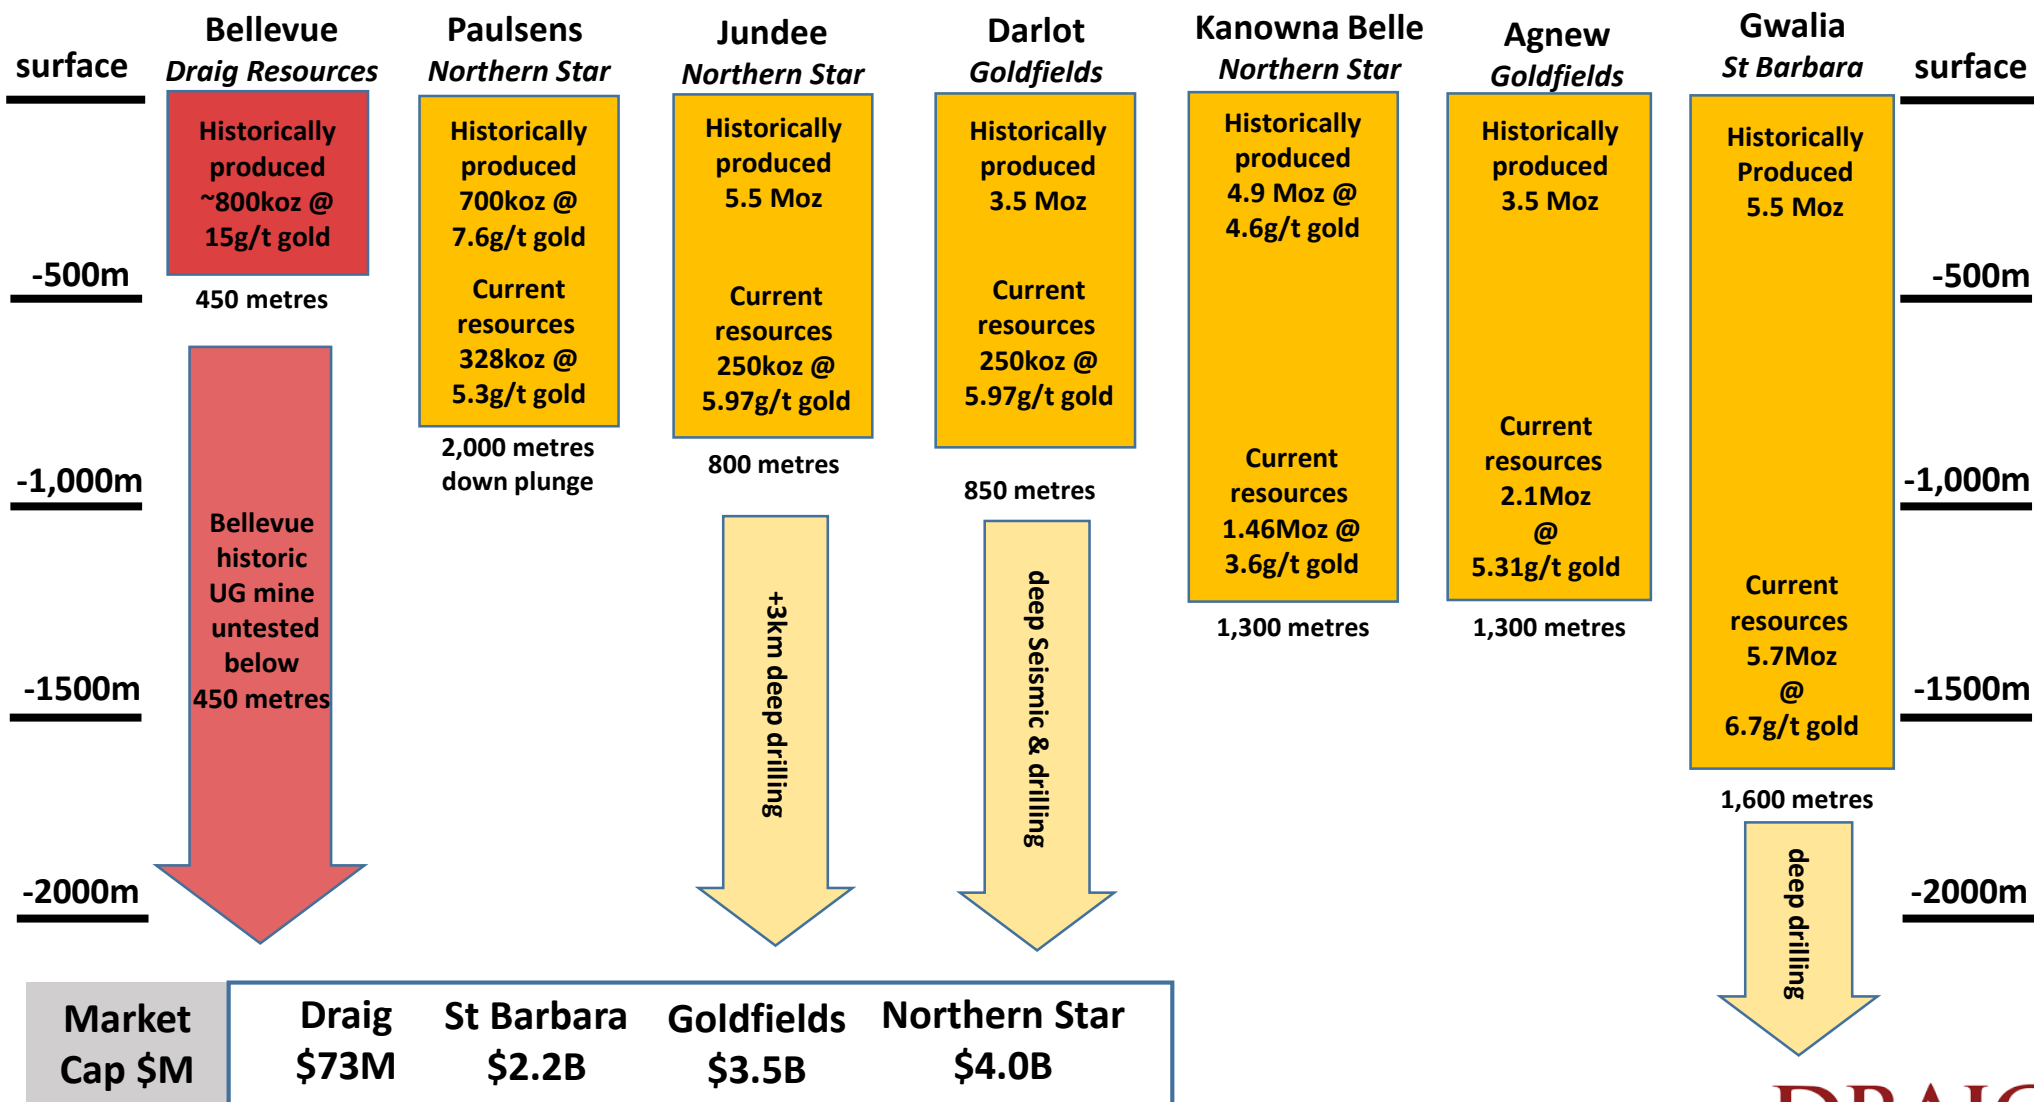 surface
Bellevue
Draig Resources
Historically
produced
~800koz @
15g/t gold
450 metres
Bellevue
historic
UG mine
untested
below
450 metres
Paulsens
Northern Star
Historically
produced
700koz @
7.6g/t gold
Current
resources
328koz @
5.3g/t gold
2,000 metres
down plunge
Jundee
Northern Star
Historically
produced
5.5 Moz
Current
resources
250koz @
5.97g/t gold
800 metres
+3km deep drilling
Darlot
Goldfields
Historically
produced
3.5 Moz
Current
resources
250koz @
5.97g/t gold
850 metres
deep Seismic & drilling
Kanowna Belle
Northern Star
Historically
produced
4.9 Moz @
4.6g/t gold
Current
resources
1.46Moz @
3.6g/t gold
1,300 metres
Agnew
Goldfields
Historically
produced
3.5 Moz
Current
resources
2.1Moz
@
5.31g/t gold
1,300 metres
Gwalia
St Barbara
Historically
Produced
5.5 Moz
Current
resources
5.7Moz
@
6.7g/t gold
1,600 metres
deep drilling
surface
-500m
-1,000m
-1500m
-2000m
-500m
-1,000m
-1500m
-2000m
Market
Cap $M
Draig
$73M
St Barbara
$2.2B
Goldfields
$3.5B
Northern Star
$4.0B